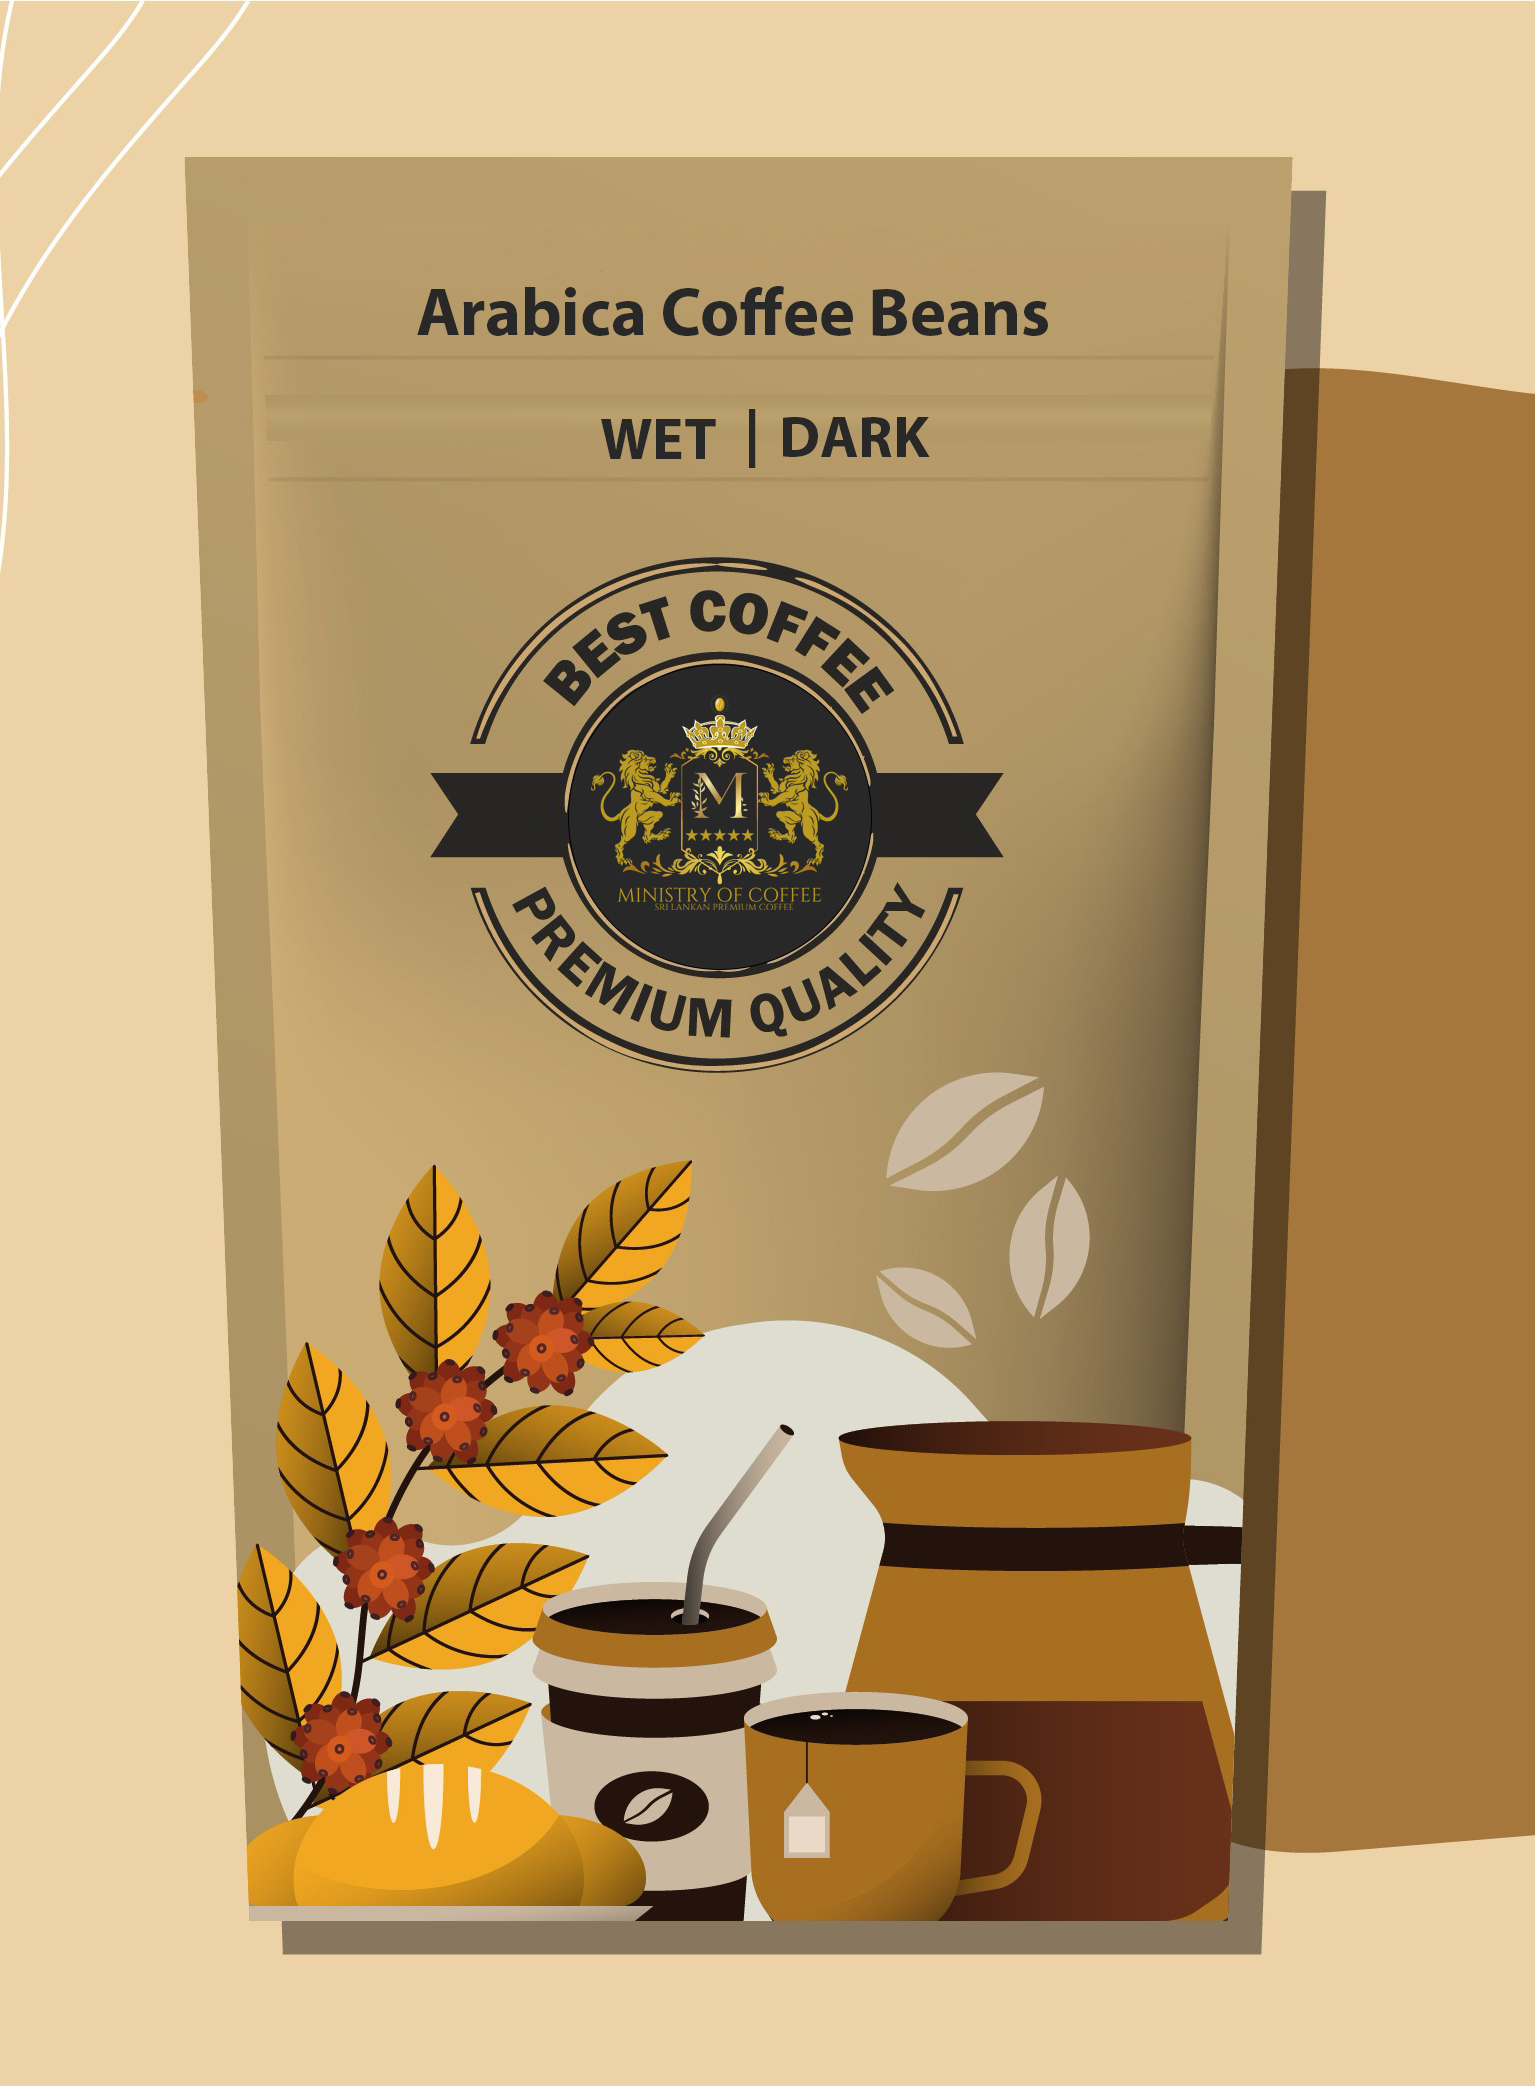 Arabica Coffee Beans
WET | DARK
BEST COFFEE
M
MINISTRY OF COFFEE
SRI LANKAN PREMIUM COFFEE
PREMIUM QUALITY